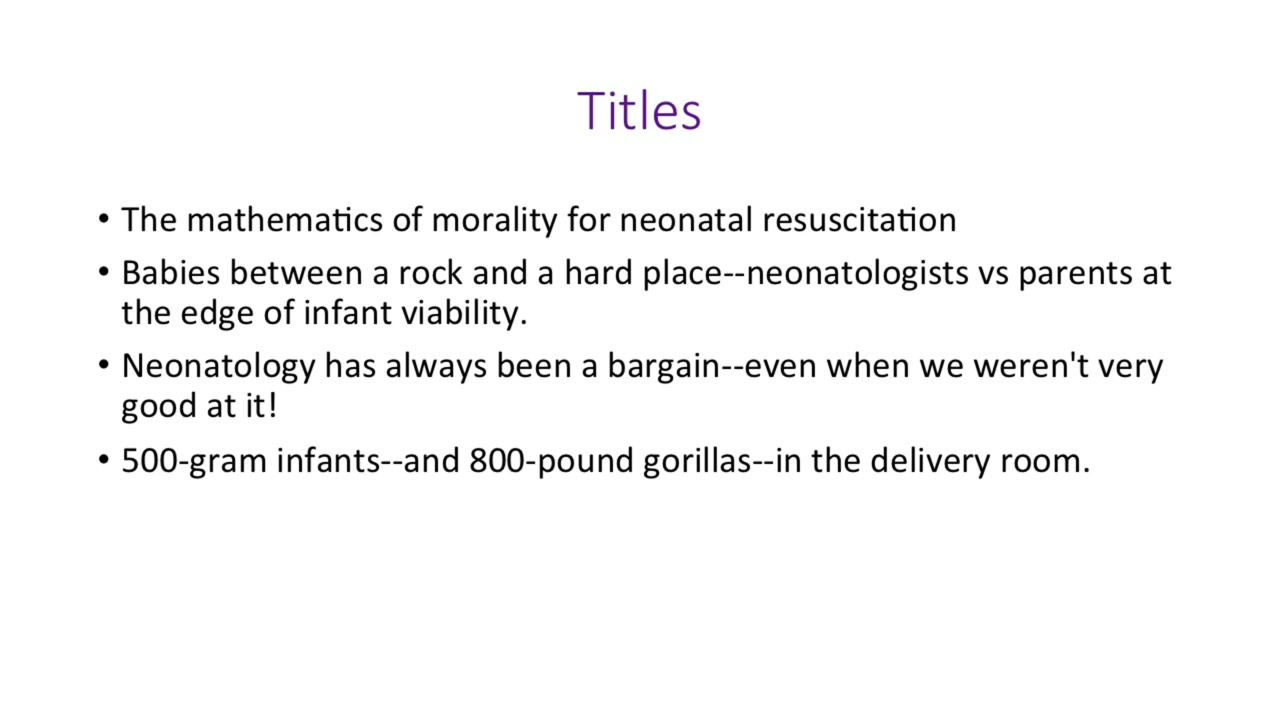 Titles
• The mathematics of morality for neonatal resuscitation
• Babies between a rock and a hard place--neonatologists vs parents at
the edge of infant viability.
• Neonatology has always been a bargain--even when we weren't very
good at it!
• 500-gram infants--and 800-pound gorillas--in the delivery room.